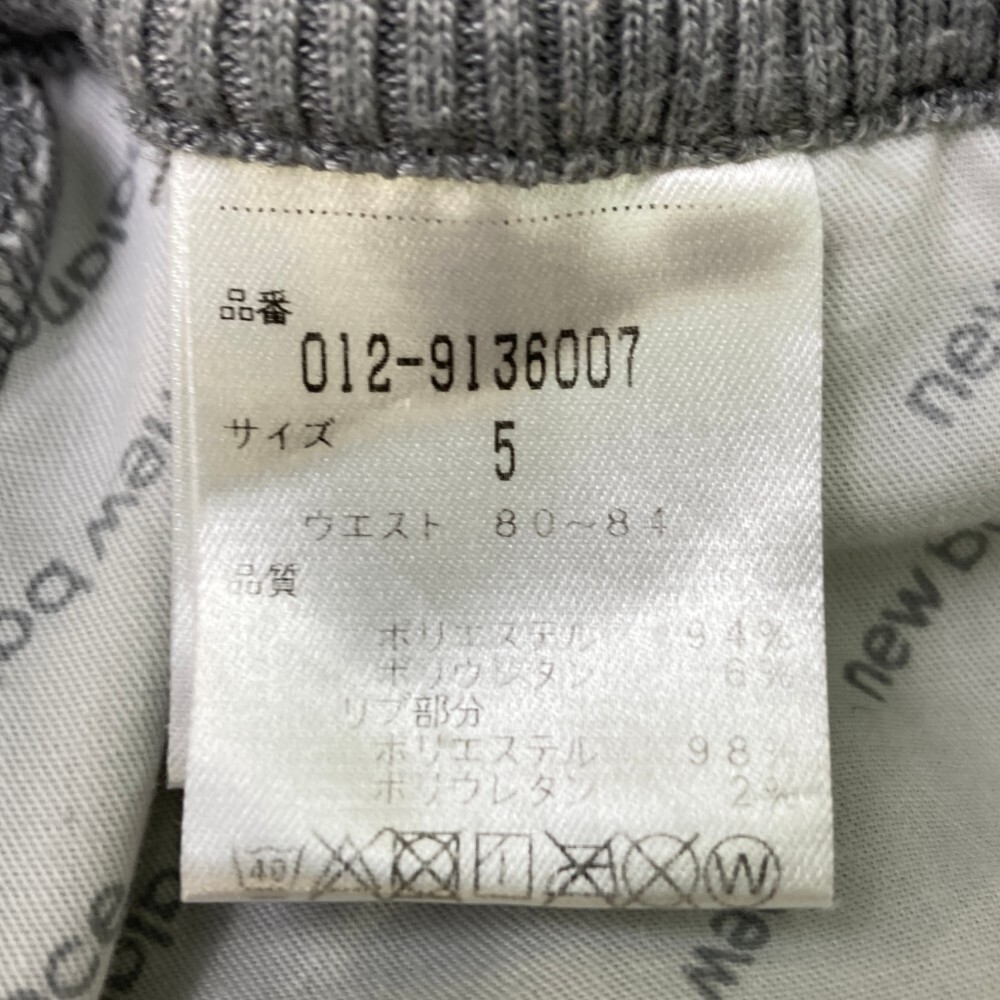 品番
012-9136007
サイズ 5
ウエスト 80～84
品質
ポリエステル 94%
ポリウレタン 6%
リブ部分
ポリエステル 98%
ポリウレタン 2%
40 W
new
new b
new ba